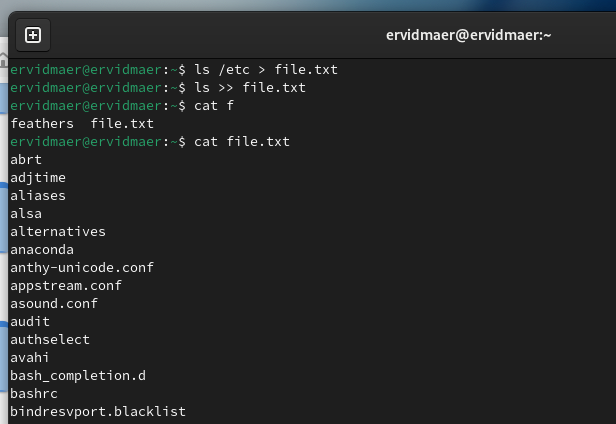 ervidmaer@ervidmaer:~
ervidmaer@ervidmaer:~$ ls /etc > file.txt
ervidmaer@ervidmaer:~$ ls >> file.txt
ervidmaer@ervidmaer:~$ cat f
feathers  file.txt
ervidmaer@ervidmaer:~$ cat file.txt
abrt
adjtime
aliases
alsa
alternatives
anaconda
anthy-unicode.conf
appstream.conf
asound.conf
audit
authselect
avahi
bash_completion.d
bashrc
bindresvport.blacklist